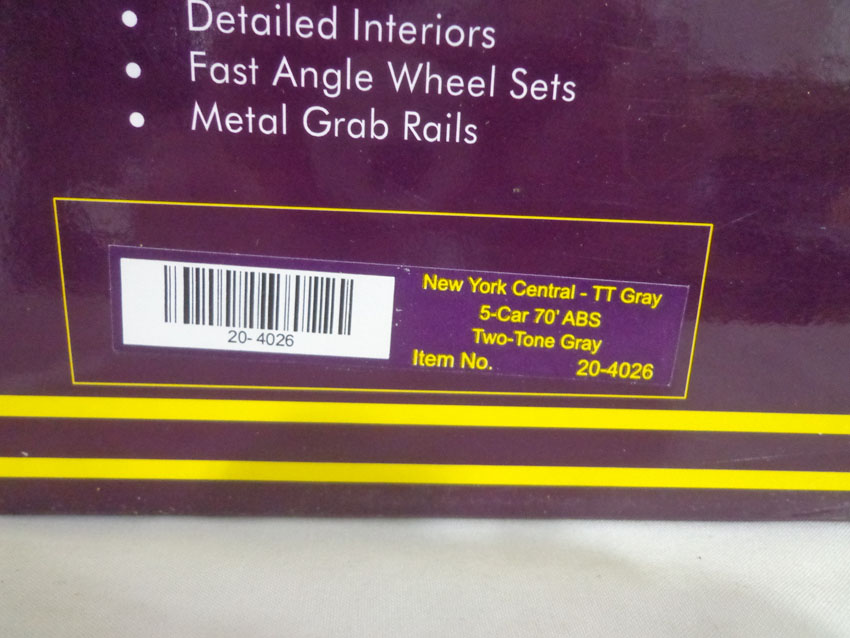 • Detailed Interiors
• Fast Angle Wheel Sets
• Metal Grab Rails
20- 4026
New York Central - TT Gray
5-Car 70' ABS
Two-Tone Gray
Item No. 20-4026